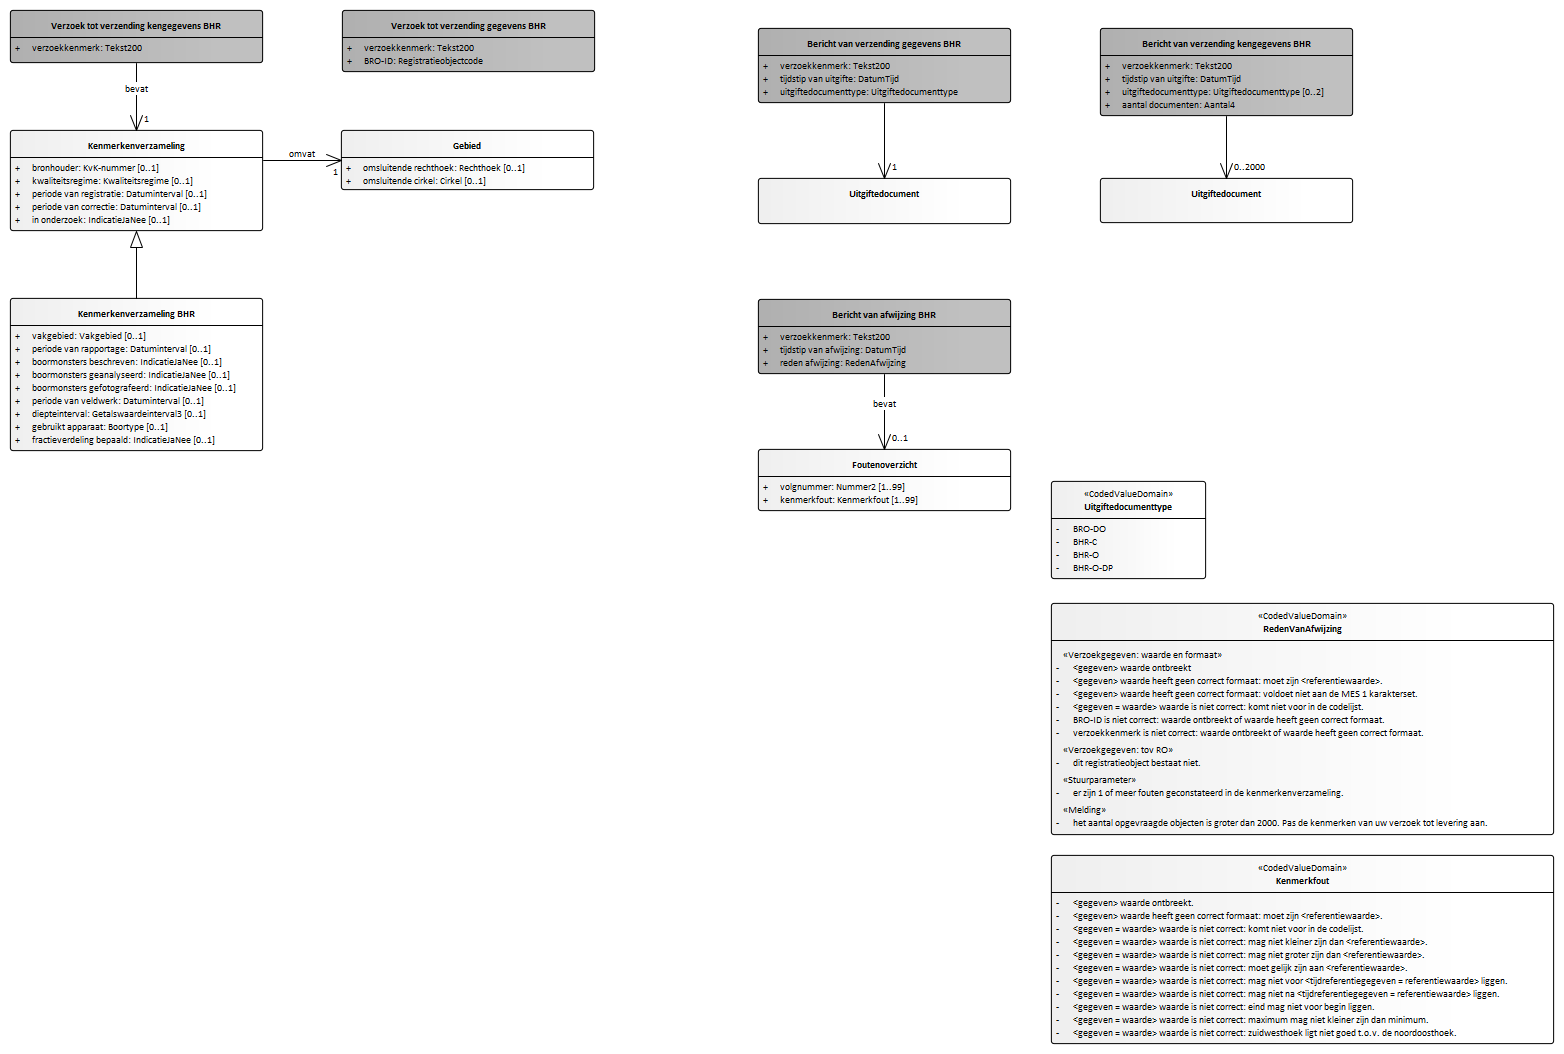 Verzoek tot verzending kengegevens BHR
+ verzoekkenmerk: Tekst200
bevat
1
Kenmerkenverzameling
+ bronhouder: KvK-nummer [0..1]
+ kwaliteitsregime: Kwaliteitsregime [0..1]
+ periode van registratie: Datuminterval [0..1]
+ periode van correctie: Datuminterval [0..1]
+ in onderzoek: IndicatieJaNee [0..1]
Kenmerkenverzameling BHR
+ vakgebied: Vakgebied [0..1]
+ periode van rapportage: Datuminterval [0..1]
+ boormonsters beschreven: IndicatieJaNee [0..1]
+ boormonsters geanalyseerd: IndicatieJaNee [0..1]
+ boormonsters gefotografeerd: IndicatieJaNee [0..1]
+ periode van veldwerk: Datuminterval [0..1]
+ diepteinterval: Getalswaardeinterval3 [0..1]
+ gebruikt apparaat: Boortype [0..1]
+ fractieverdeling bepaald: IndicatieJaNee [0..1]
Verzoek tot verzending gegevens BHR
+ verzoekkenmerk: Tekst200
+ BRO-ID: Registratieobjectcode
omvat
1
Gebied
+ omsluitende rechthoek: Rechthoek [0..1]
+ omsluitende cirkel: Cirkel [0..1]
Bericht van verzending gegevens BHR
+ verzoekkenmerk: Tekst200
+ tijdstip van uitgifte: DatumTijd
+ uitgiftedocumenttype: Uitgiftedocumenttype
1
Uitgiftedocument
Bericht van verzending kengegevens BHR
+ verzoekkenmerk: Tekst200
+ tijdstip van uitgifte: DatumTijd
+ uitgiftedocumenttype: Uitgiftedocumenttype [0..2]
+ aantal documenten: Aantal4
0..2000
Uitgiftedocument
Bericht van afwijzing BHR
+ verzoekkenmerk: Tekst200
+ tijdstip van afwijzing: DatumTijd
+ reden afwijzing: RedenAfwijzing
bevat
0..1
Foutenoverzicht
+ volgnummer: Nummer2 [1..99]
+ kenmerkfout: Kenmerkfout [1..99]
«CodedValueDomain»
Uitgiftedocumenttype
- BRO-DO
- BHR-C
- BHR-O
- BHR-O-DP
«CodedValueDomain»
RedenVanAfwijzing
«Verzoekgegeven: waarde en formaat»
- <gegeven> waarde ontbreekt
- <gegeven> waarde heeft geen correct formaat: moet zijn <referentiewaarde>.
- <gegeven> waarde heeft geen correct formaat: voldoet niet aan de MES 1 karakterset.
- <gegeven = waarde> waarde is niet correct: komt niet voor in de codelijst.
- BRO-ID is niet correct: waarde ontbreekt of waarde heeft geen correct formaat.
- verzoekkenmerk is niet correct: waarde ontbreekt of waarde heeft geen correct formaat.
«Verzoekgegeven: tov RO»
- dit registratieobject bestaat niet.
«Stuurparameter»
- er zijn 1 of meer fouten geconstateerd in de kenmerkenverzameling.
«Melding»
- het aantal opgevraagde objecten is groter dan 2000. Pas de kenmerken van uw verzoek tot levering aan.
«CodedValueDomain»
Kenmerkfout
- <gegeven> waarde ontbreekt.
- <gegeven> waarde heeft geen correct formaat: moet zijn <referentiewaarde>.
- <gegeven = waarde> waarde is niet correct: komt niet voor in de codelijst.
- <gegeven = waarde> waarde is niet correct: mag niet kleiner zijn dan <referentiewaarde>.
- <gegeven = waarde> waarde is niet correct: mag niet groter zijn dan <referentiewaarde>.
- <gegeven = waarde> waarde is niet correct: moet gelijk zijn aan <referentiewaarde>.
- <gegeven = waarde> waarde is niet correct: mag niet voor <tijdreferentiegegeven = referentiewaarde> liggen.
- <gegeven = waarde> waarde is niet correct: mag niet na <tijdreferentiegegeven = referentiewaarde> liggen.
- <gegeven = waarde> waarde is niet correct: eind mag niet voor begin liggen.
- <gegeven = waarde> waarde is niet correct: maximum mag niet kleiner zijn dan minimum.
- <gegeven = waarde> waarde is niet correct: zuidwesthoek ligt niet goed t.o.v. de noordoosthoek.